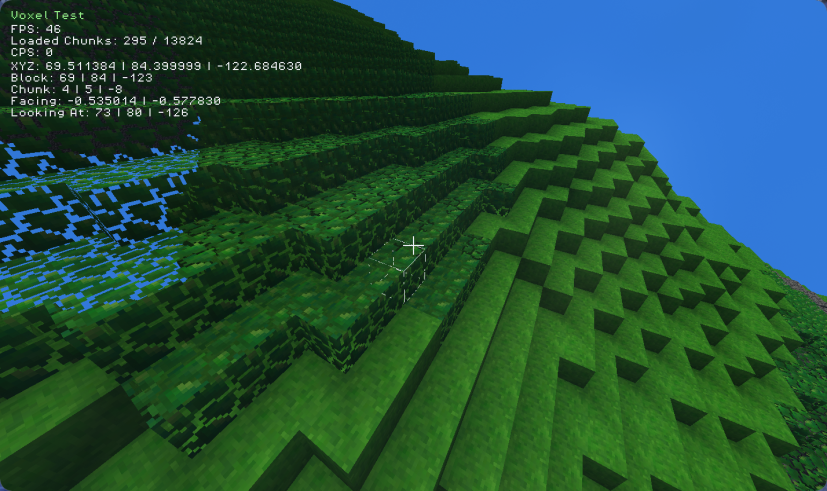 Voxel Test
FPS: 46
Loaded Chunks: 295 / 13824
CPS: 0
XYZ: 69.511384 | 84.399999 | -122.684630
Block: 69 | 84 | -123
Chunk: 4 | 5 | -8
Facing: -0.535014 | -0.577830
Looking At: 73 | 80 | -126